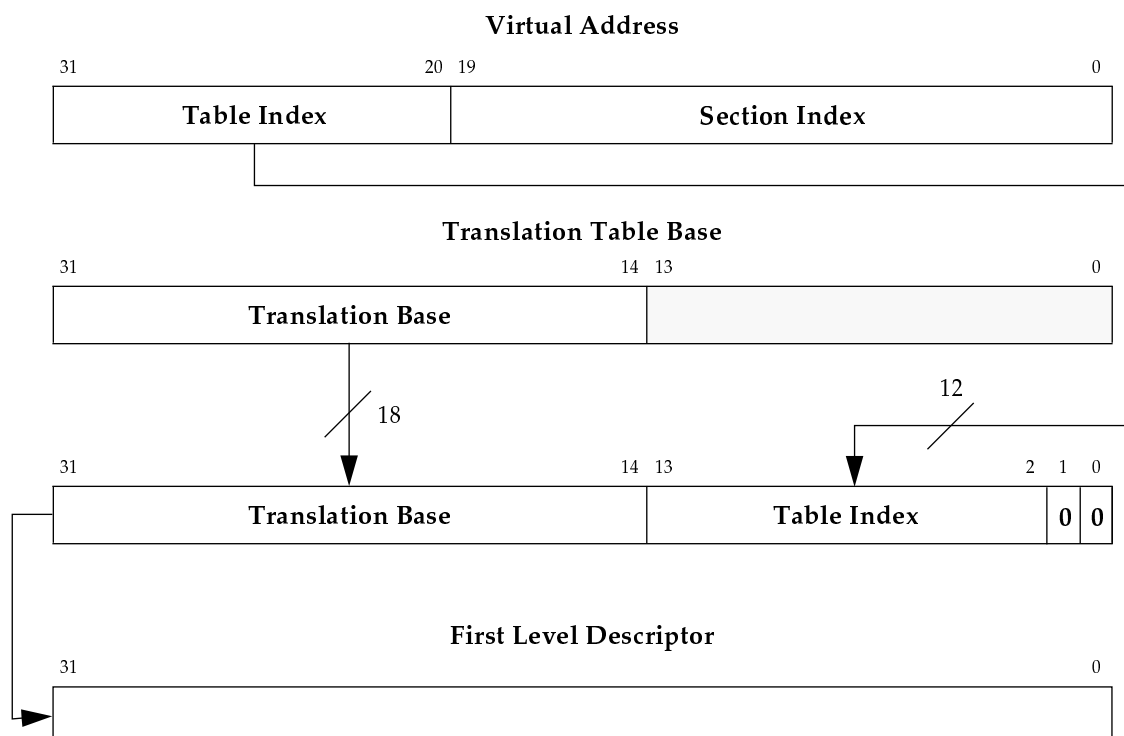 Virtual Address
31 20 19 0
Table Index Section Index
Translation Table Base
31 14 13 0
Translation Base
18
12
31 14 13 2 1 0
Translation Base Table Index 0 0
First Level Descriptor
31 0